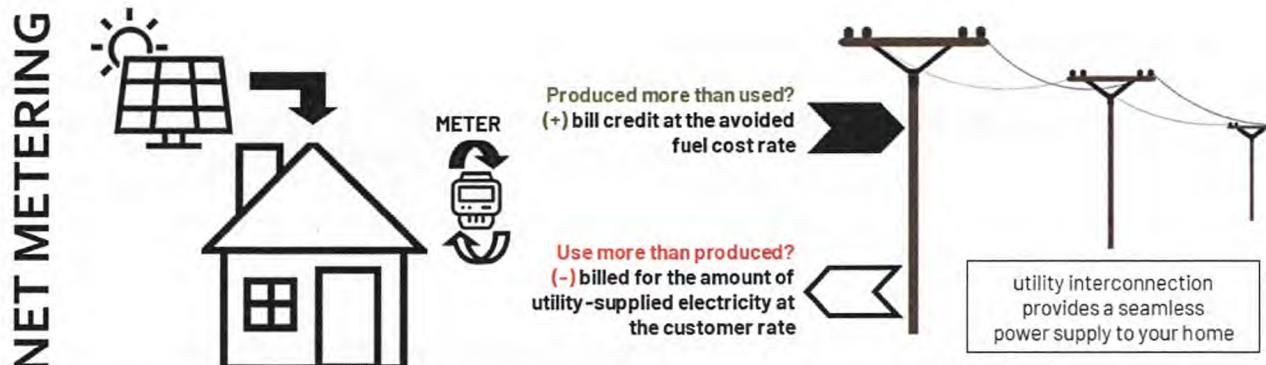 NET METERING
METER
Produced more than used?
(+) bill credit at the avoided
fuel cost rate
Use more than produced?
(-) billed for the amount of
utility-supplied electricity at
the customer rate
utility interconnection
provides a seamless
power supply to your home